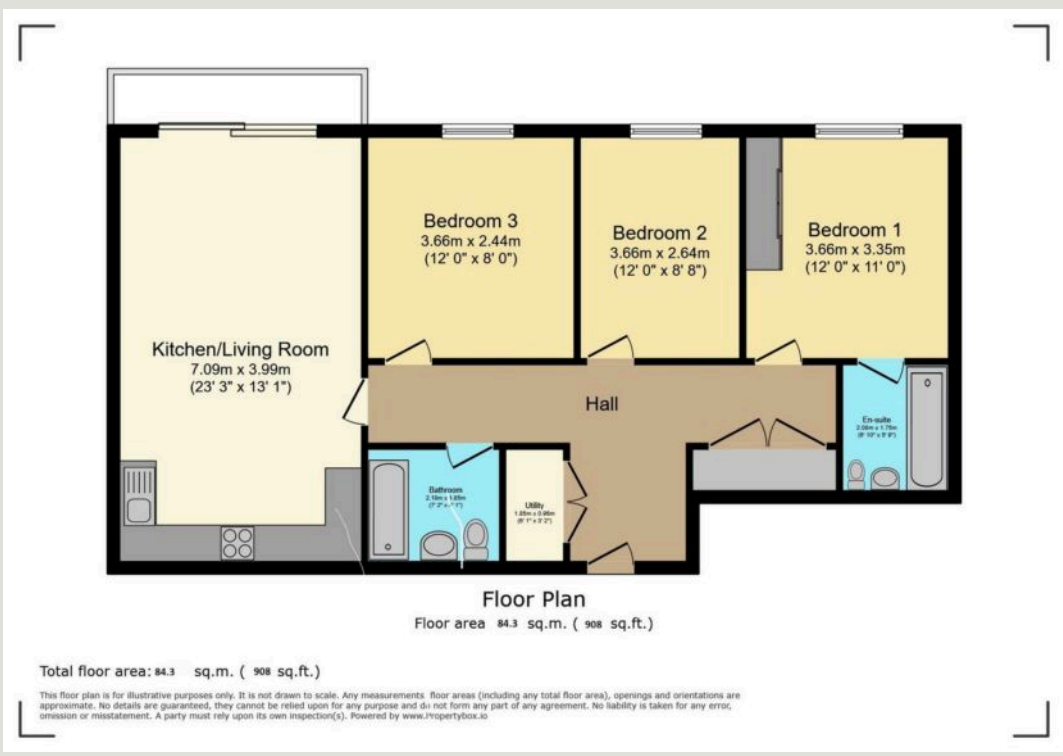 Bedroom 3
3.66m x 2.44m
(12' 0" x 8' 0")
Bedroom 2
3.66m x 2.64m
(12' 0" x 8' 8")
Bedroom 1
3.66m x 3.35m
(12' 0" x 11' 0")
Kitchen/Living Room
7.09m x 3.99m
(23' 3" x 13' 1")
Hall
En-suite
Bathroom
Utility
Floor Plan
Floor area 84.3 sq.m. ( 908 sq.ft.)
Total floor area: 84.3 sq.m. ( 908 sq.ft.)
This floor plan is for illustrative purposes only. It is not drawn to scale. Any measurements floor areas (including any total floor area), openings and orientations are
approximate. No details are guaranteed, they cannot be relied upon for any purpose and do not form any part of any agreement. No liability is taken for any error,
omission or misstatement. A party must rely upon its own inspection(s). Powered by www.Propertybox.io